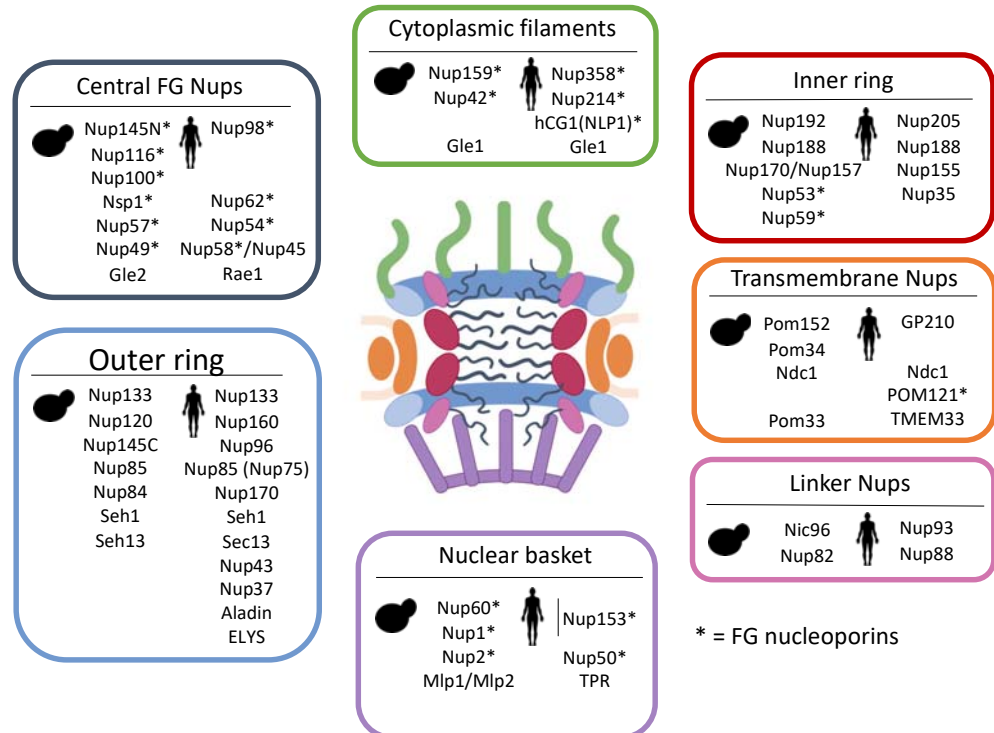 Cytoplasmic filaments
Nup159* Nup358*
Nup42* Nup214*
hCG1(NLP1)*
Gle1 Gle1
Central FG Nups
Nup145N* Nup98*
Nup116*
Nup100*
Nsp1* Nup62*
Nup57* Nup54*
Nup49* Nup58*/Nup45
Gle2 Rae1
Inner ring
Nup192 Nup205
Nup188 Nup188
Nup170/Nup157 Nup155
Nup53* Nup35
Nup59*
Transmembrane Nups
Pom152 GP210
Pom34
Ndc1 Ndc1
POM121*
Pom33 TMEM33
Outer ring
Nup133 Nup133
Nup120 Nup160
Nup145C Nup96
Nup85 Nup85 (Nup75)
Nup84 Nup170
Seh1 Seh1
Seh13 Sec13
Nup43
Nup37
Aladin
ELYS
Linker Nups
Nic96 Nup93
Nup82 Nup88
Nuclear basket
Nup60* Nup153*
Nup1*
Nup2* Nup50*
Mlp1/Mlp2 TPR
* = FG nucleoporins